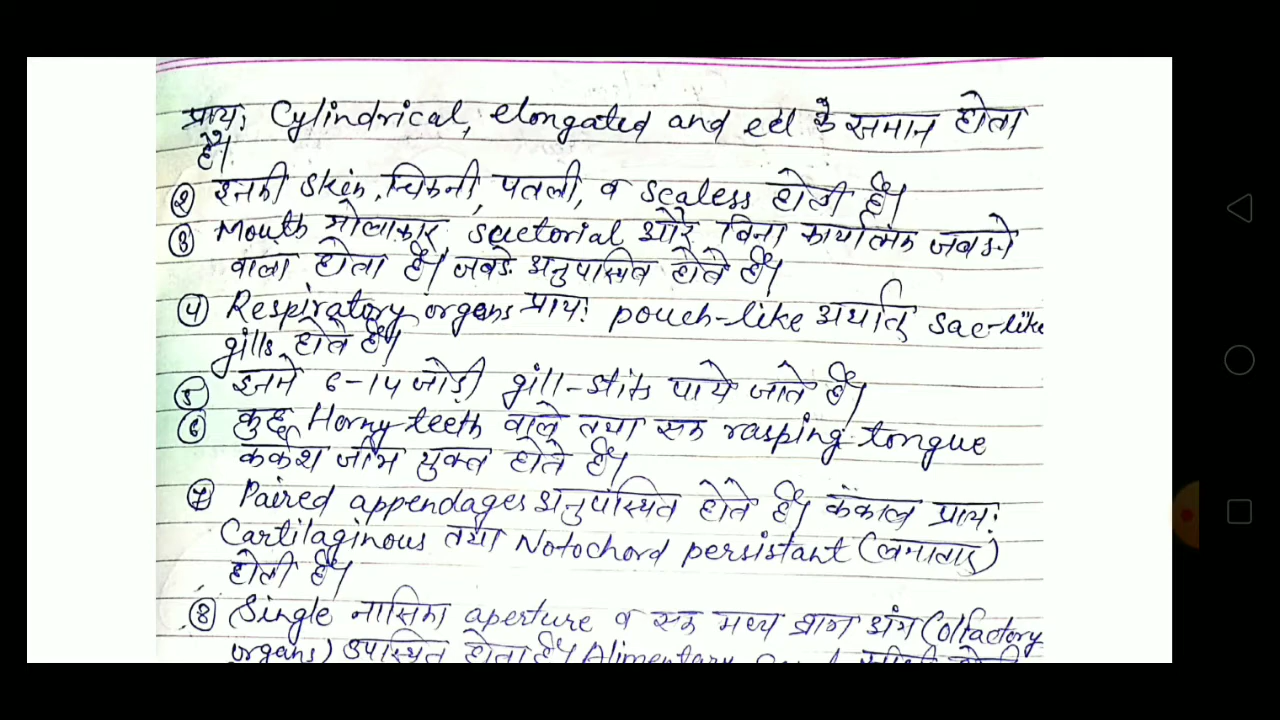 प्राय: Cylindrical, elongated and eel के समान होता
है।
② इनकी skin, चिकनी, पतली, व scaless होती है।
③ Mouth गोलाकार, suctorial और बिना कार्यात्मक जबड़ो
वाला होता है। जबड़े अनुपस्थित होते हैं।
④ Respiratory organs प्राय: pouch-like अर्थात् sac-like
gills होते हैं।
⑤ इनमे 6-14 जोड़ी gill-slits पाये जाते है।
⑥ कुछ Horny teeth वाले तथा एक rasping tongue
कर्कश जीभ युक्त होते है।
⑦ Paired appendages अनुपस्थित होते है। कंकाल प्राय:
Cartilaginous तथा Notochord persistant (लगातार)
होती है।
⑧ Single नासिका aperture व एक मध्य घ्राण अंग (olfactory
organs) उपस्थित होता है। Alimentary